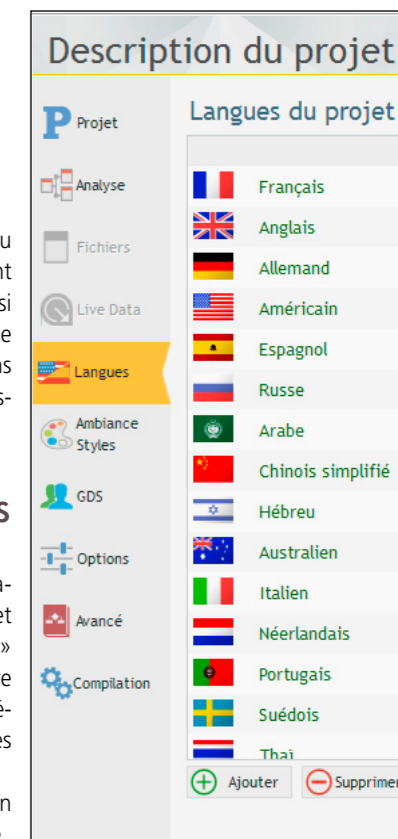 Description du projet
Projet
Analyse
Fichiers
Live Data
Langues
Ambiance
Styles
GDS
Options
Avancé
Compilation
Langues du projet
Français
Anglais
Allemand
Américain
Espagnol
Russe
Arabe
Chinois simplifié
Hébreu
Australien
Italien
Néerlandais
Portugais
Suédois
Thaï
Ajouter
Supprimer